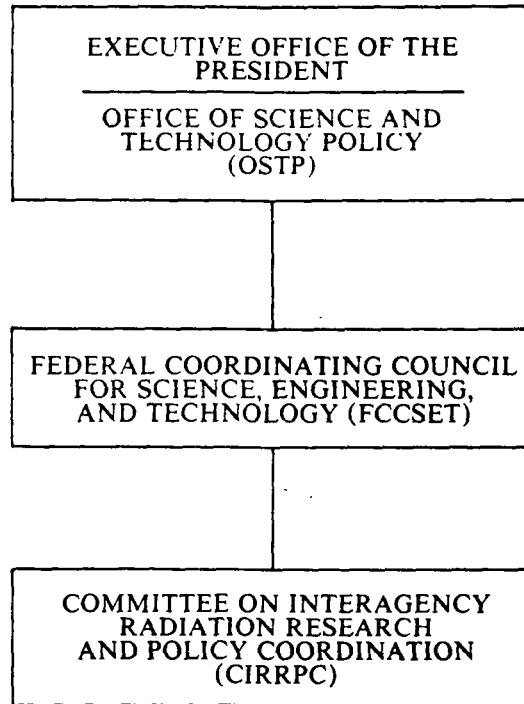 EXECUTIVE OFFICE OF THE
PRESIDENT
OFFICE OF SCIENCE AND
TECHNOLOGY POLICY
(OSTP)
FEDERAL COORDINATING COUNCIL
FOR SCIENCE, ENGINEERING,
AND TECHNOLOGY (FCCSET)
COMMITTEE ON INTERAGENCY
RADIATION RESEARCH
AND POLICY COORDINATION
(CIRRPC)